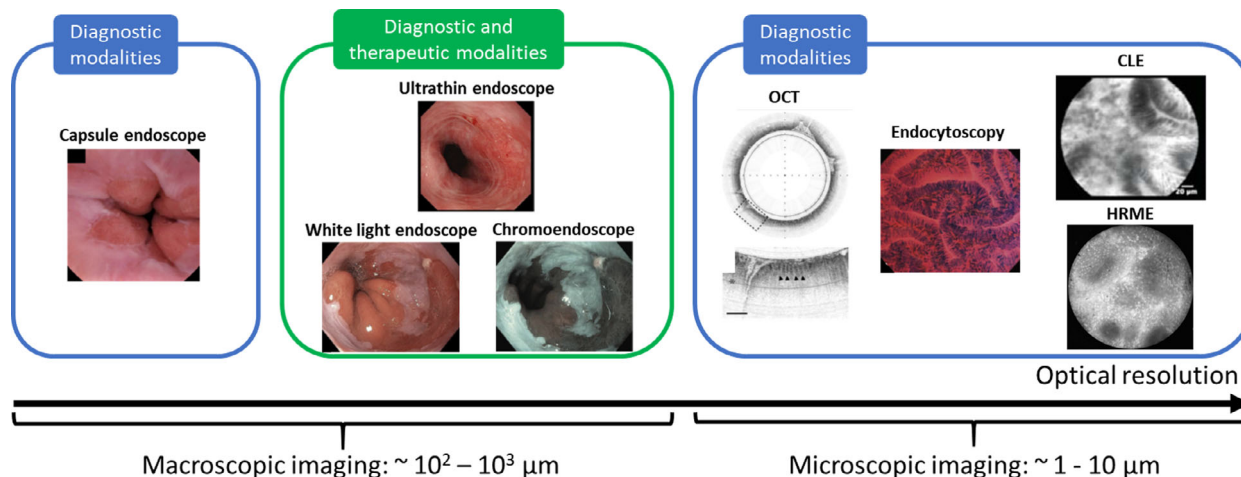 Diagnostic
modalities
Capsule endoscope
Diagnostic and
therapeutic modalities
Ultrathin endoscope
White light endoscope
Chromoendoscope
Diagnostic
modalities
OCT
Endocytoscopy
CLE
20 μm
HRME
Optical resolution
Macroscopic imaging: ~ 10² – 10³ μm
Microscopic imaging: ~ 1 - 10 μm